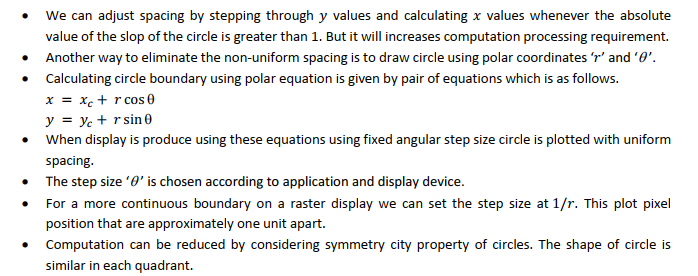 • We can adjust spacing by stepping through y values and calculating x values whenever the absolute
value of the slop of the circle is greater than 1. But it will increases computation processing requirement.
• Another way to eliminate the non-uniform spacing is to draw circle using polar coordinates ‘r’ and ‘θ’.
• Calculating circle boundary using polar equation is given by pair of equations which is as follows.
x = x_c + r cos θ
y = y_c + r sin θ
• When display is produce using these equations using fixed angular step size circle is plotted with uniform
spacing.
• The step size ‘θ’ is chosen according to application and display device.
• For a more continuous boundary on a raster display we can set the step size at 1/r. This plot pixel
position that are approximately one unit apart.
• Computation can be reduced by considering symmetry city property of circles. The shape of circle is
similar in each quadrant.